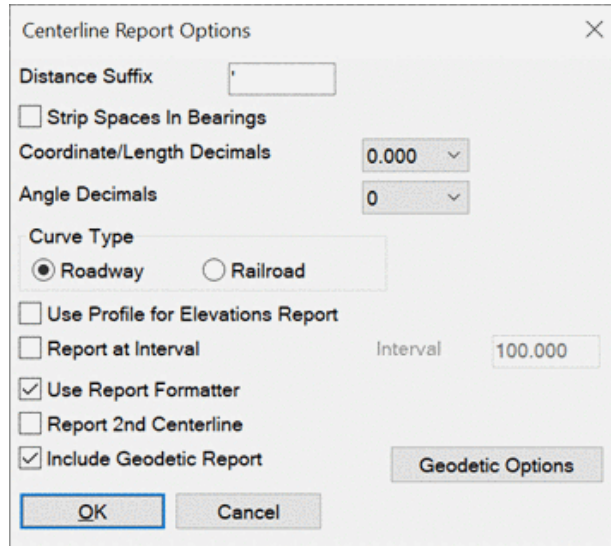 Centerline Report Options
Distance Suffix '
Strip Spaces In Bearings
Coordinate/Length Decimals 0.000
Angle Decimals 0
Curve Type
Roadway Railroad
Use Profile for Elevations Report
Report at Interval Interval 100.000
Use Report Formatter
Report 2nd Centerline
Include Geodetic Report Geodetic Options
OK Cancel